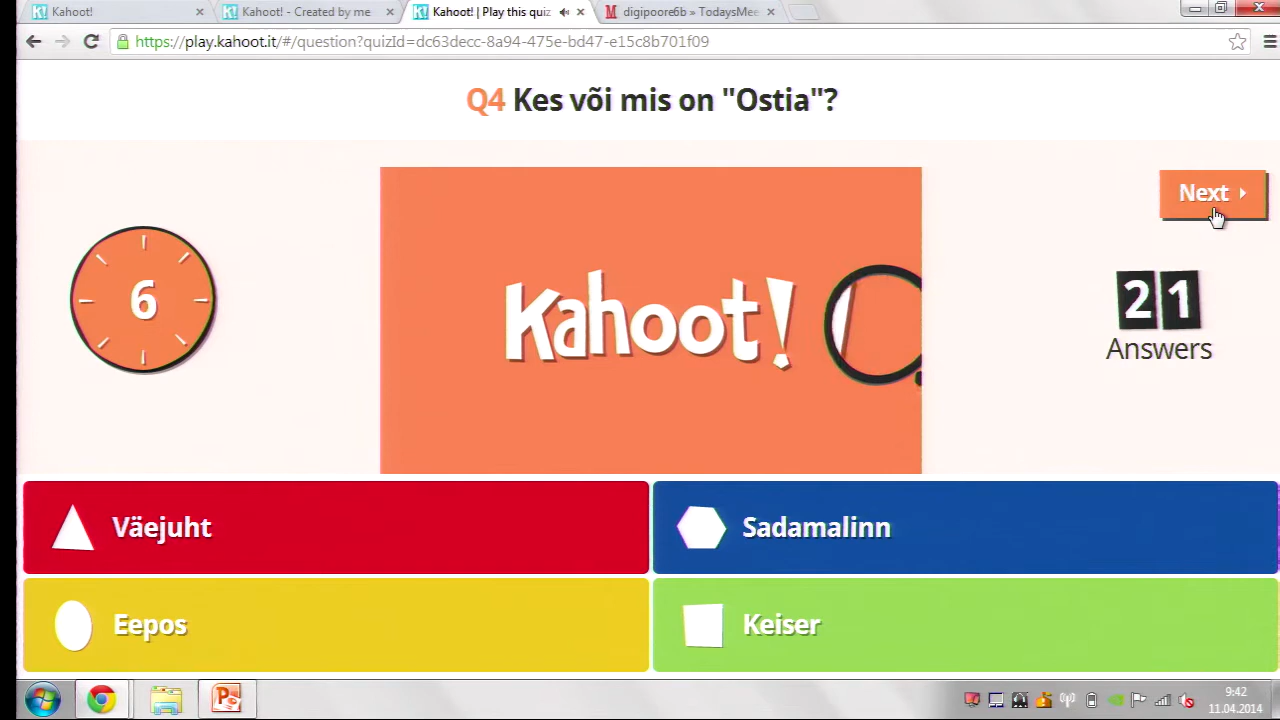 Kahoot!
Kahoot! - Created by me
Kahoot! | Play this quiz
digipoore6b » TodaysMee
https://play.kahoot.it/#/question?quizId=dc63decc-8a94-475e-bd47-e15c8b701f09
Q4 Kes või mis on "Ostia"?
Next
6
Kahoot!
21
Answers
Väejuht
Sadamalinn
Eepos
Keiser
9:42
11.04.2014